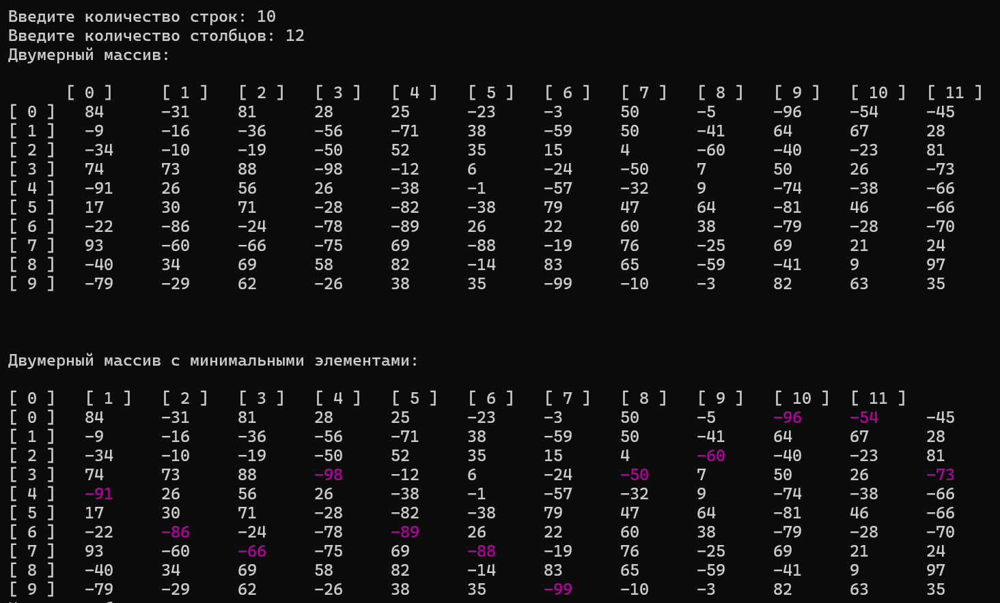 Введите количество строк: 10
Введите количество столбцов: 12
Двумерный массив:
[ 0 ] [ 1 ] [ 2 ] [ 3 ] [ 4 ] [ 5 ] [ 6 ] [ 7 ] [ 8 ] [ 9 ] [ 10 ] [ 11 ]
[ 0 ] 84 -31 81 28 25 -23 -3 50 -5 -96 -54 -45
[ 1 ] -9 -16 -36 -56 -71 38 -59 50 -41 64 67 28
[ 2 ] -34 -10 -19 -50 52 35 15 4 -60 -40 -23 81
[ 3 ] 74 73 88 -98 -12 6 -24 -50 7 50 26 -73
[ 4 ] -91 26 56 26 -38 -1 -57 -32 9 -74 -38 -66
[ 5 ] 17 30 71 -28 -82 -38 79 47 64 -81 46 -66
[ 6 ] -22 -86 -24 -78 -89 26 22 60 38 -79 -28 -70
[ 7 ] 93 -60 -66 -75 69 -88 -19 76 -25 69 21 24
[ 8 ] -40 34 69 58 82 -14 83 65 -59 -41 9 97
[ 9 ] -79 -29 62 -26 38 35 -99 -10 -3 82 63 35
Двумерный массив с минимальными элементами:
[ 0 ] [ 1 ] [ 2 ] [ 3 ] [ 4 ] [ 5 ] [ 6 ] [ 7 ] [ 8 ] [ 9 ] [ 10 ] [ 11 ]
[ 0 ] 84 -31 81 28 25 -23 -3 50 -5 -96 -54 -45
[ 1 ] -9 -16 -36 -56 -71 38 -59 50 -41 64 67 28
[ 2 ] -34 -10 -19 -50 52 35 15 4 -60 -40 -23 81
[ 3 ] 74 73 88 -98 -12 6 -24 -50 7 50 26 -73
[ 4 ] -91 26 56 26 -38 -1 -57 -32 9 -74 -38 -66
[ 5 ] 17 30 71 -28 -82 -38 79 47 64 -81 46 -66
[ 6 ] -22 -86 -24 -78 -89 26 22 60 38 -79 -28 -70
[ 7 ] 93 -60 -66 -75 69 -88 -19 76 -25 69 21 24
[ 8 ] -40 34 69 58 82 -14 83 65 -59 -41 9 97
[ 9 ] -79 -29 62 -26 38 35 -99 -10 -3 82 63 35